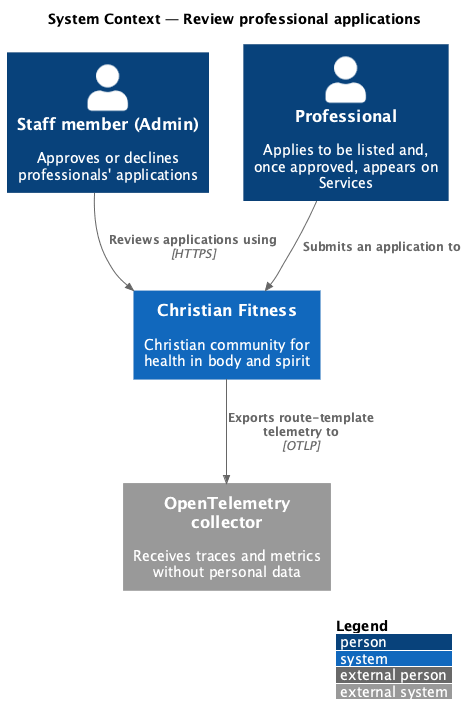 System Context — Review professional applications
Staff member (Admin)
Approves or declines
professionals' applications
Professional
Applies to be listed and,
once approved, appears on
Services
Reviews applications using
[HTTPS]
Submits an application to
Christian Fitness
Christian community for
health in body and spirit
Exports route-template
telemetry to
[OTLP]
OpenTelemetry
collector
Receives traces and metrics
without personal data
Legend
person
system
external person
external system